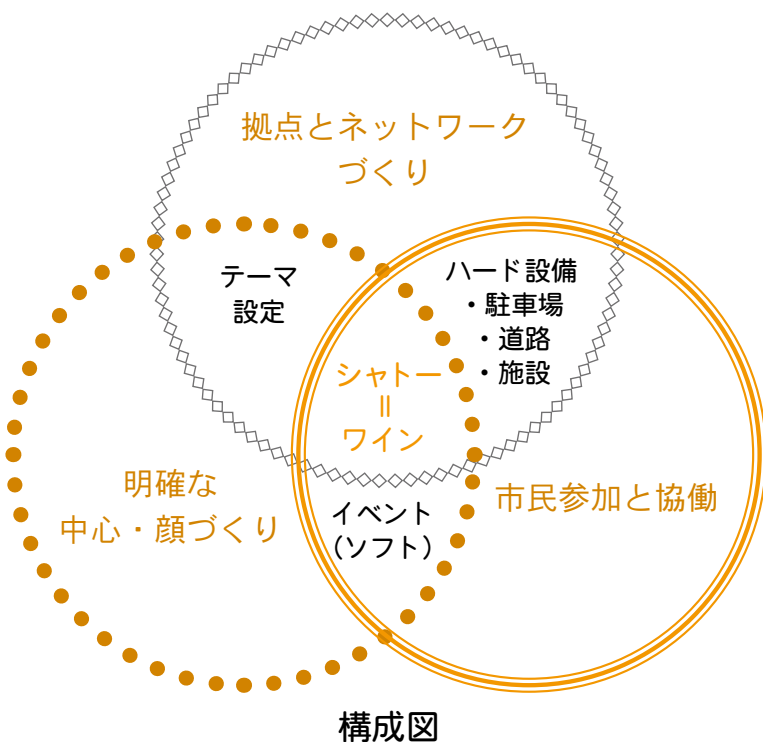 拠点とネットワーク
づくり
テーマ
設定
ハード設備
・駐車場
・道路
・施設
シャトー
＝
ワイン
明確な
中心・顔づくり
イベント
（ソフト）
市民参加と協働
構成図